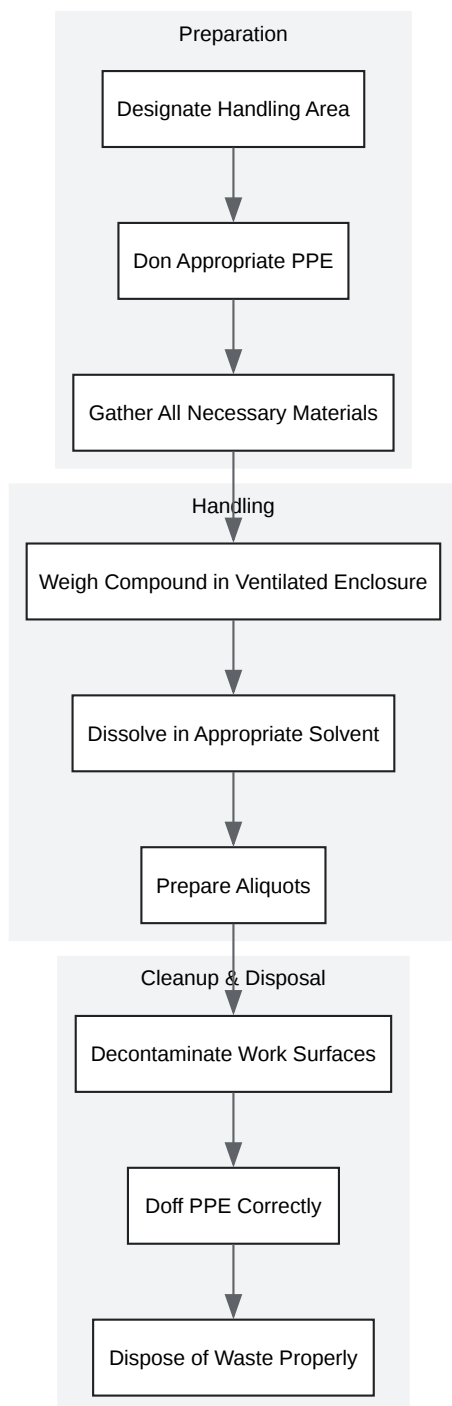 Preparation
Designate Handling Area
Don Appropriate PPE
Gather All Necessary Materials
Handling
Weigh Compound in Ventilated Enclosure
Dissolve in Appropriate Solvent
Prepare Aliquots
Cleanup & Disposal
Decontaminate Work Surfaces
Doff PPE Correctly
Dispose of Waste Properly